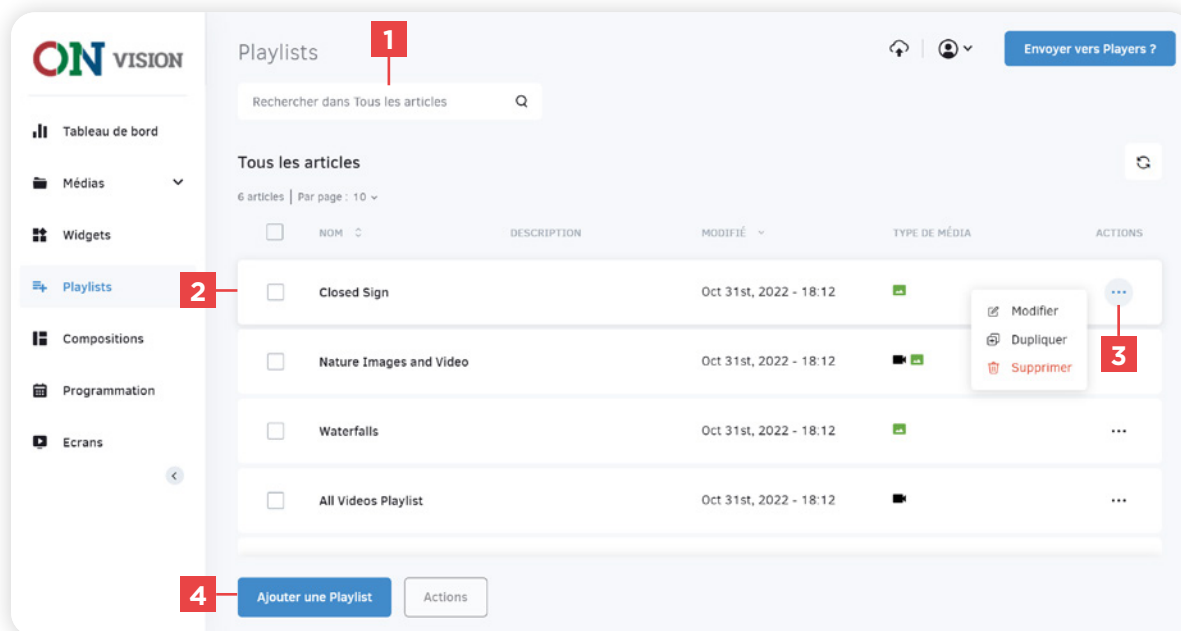 ON VISION
Tableau de bord
Médias
Widgets
Playlists
Compositions
Programmation
Ecrans
Playlists
1
Envoyer vers Players ?
Rechercher dans Tous les articles
Tous les articles
6 articles | Par page : 10
NOM DESCRIPTION MODIFIÉ TYPE DE MÉDIA ACTIONS
2
Closed Sign Oct 31st, 2022 - 18:12
Modifier
Dupliquer
Supprimer
3
Nature Images and Video Oct 31st, 2022 - 18:12
Waterfalls Oct 31st, 2022 - 18:12
All Videos Playlist Oct 31st, 2022 - 18:12
4
Ajouter une Playlist
Actions